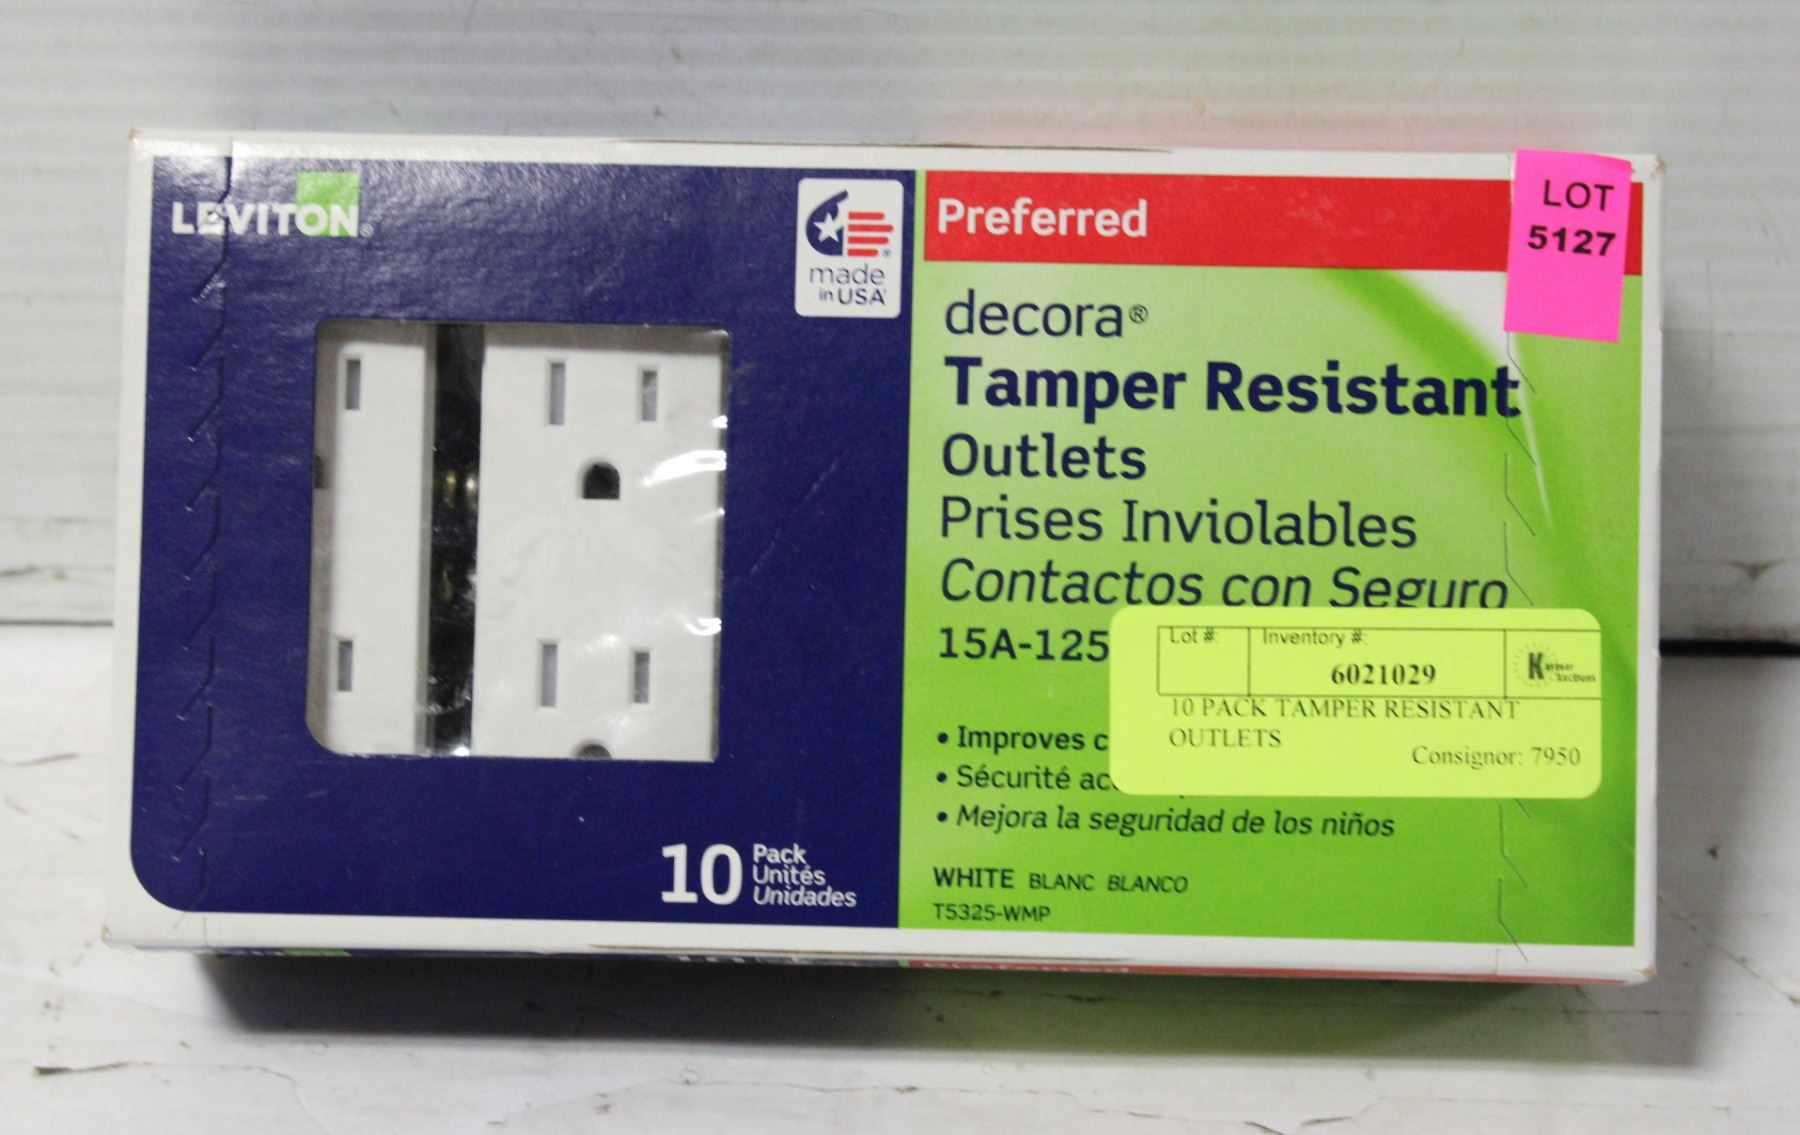 LEVITON®
made
in USA
Preferred
LOT
5127
decora®
Tamper Resistant
Outlets
Prises Inviolables
Contactos con Seguro
15A-125
Lot #:
Inventory #:
6021029
10 PACK TAMPER RESISTANT
OUTLETS
Consignor: 7950
• Improves
• Sécurité
• Mejora la seguridad de los niños
10 Pack
Unités
Unidades
WHITE BLANC BLANCO
T5325-WMP
Preferred